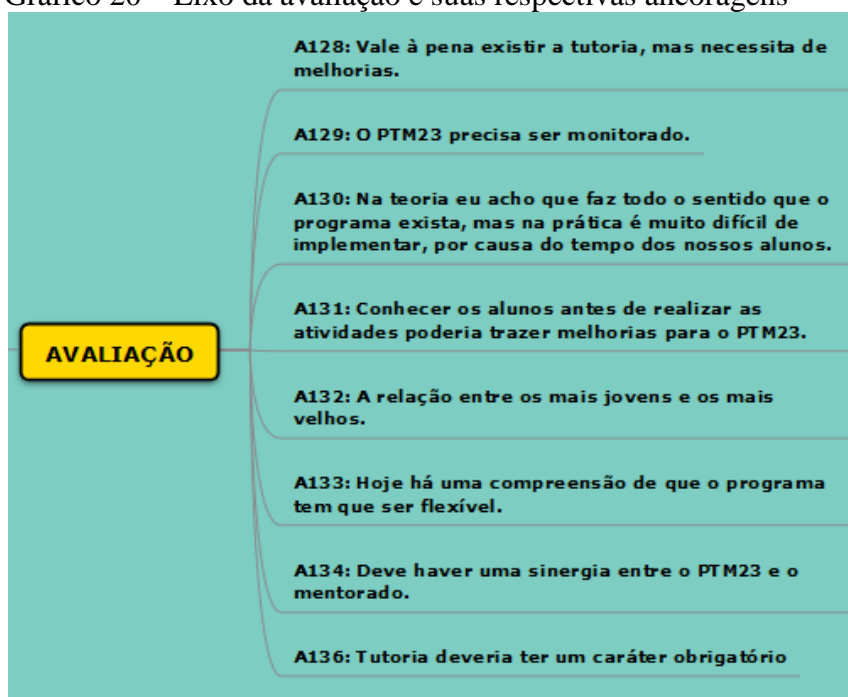 Gráfico 20 – Eixo da avaliação e suas respectivas ancoragens
A128: Vale à pena existir a tutoria, mas necessita de
melhorias.
A129: O PTM23 precisa ser monitorado.
A130: Na teoria eu acho que faz todo o sentido que o
programa exista, mas na prática é muito difícil de
implementar, por causa do tempo dos nossos alunos.
A131: Conhecer os alunos antes de realizar as
atividades poderia trazer melhorias para o PTM23.
AVALIAÇÃO
A132: A relação entre os mais jovens e os mais
velhos.
A133: Hoje há uma compreensão de que o programa
tem que ser flexível.
A134: Deve haver uma sinergia entre o PTM23 e o
mentorado.
A136: Tutoria deveria ter um caráter obrigatório